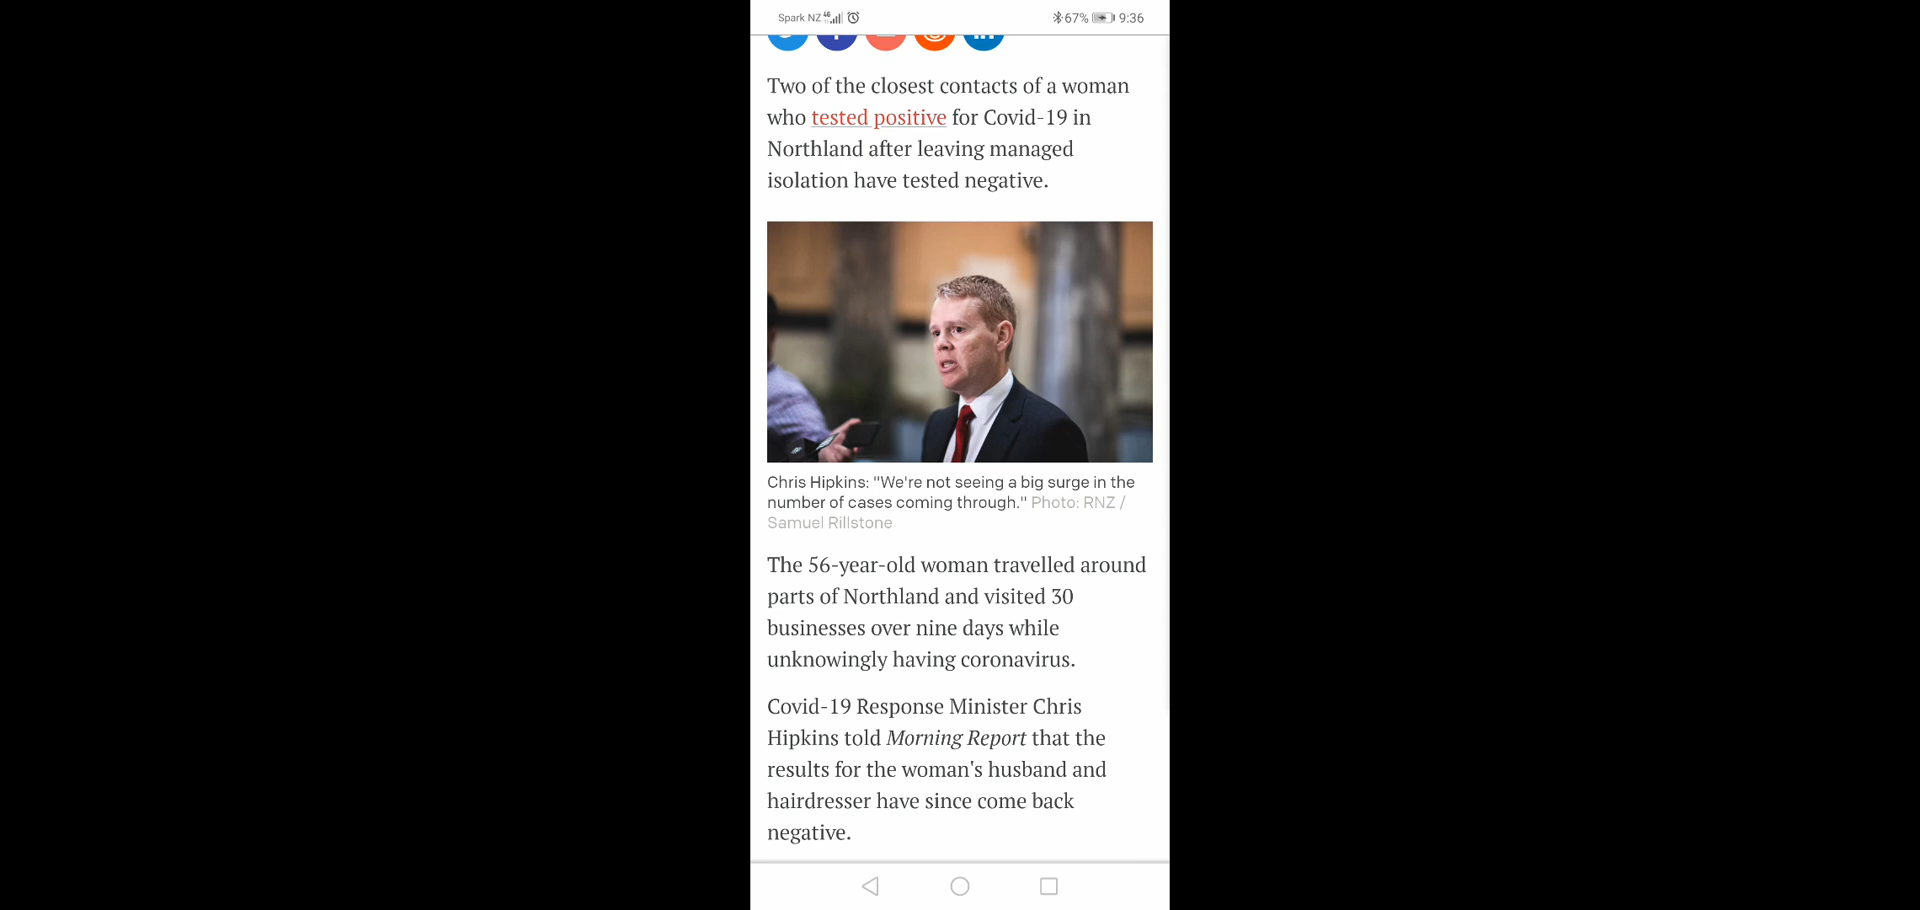 Spark NZ 4G 67% 9:36
Two of the closest contacts of a woman
who tested positive for Covid-19 in
Northland after leaving managed
isolation have tested negative.
Chris Hipkins: "We're not seeing a big surge in the
number of cases coming through." Photo: RNZ /
Samuel Rillstone
The 56-year-old woman travelled around
parts of Northland and visited 30
businesses over nine days while
unknowingly having coronavirus.
Covid-19 Response Minister Chris
Hipkins told Morning Report that the
results for the woman's husband and
hairdresser have since come back
negative.